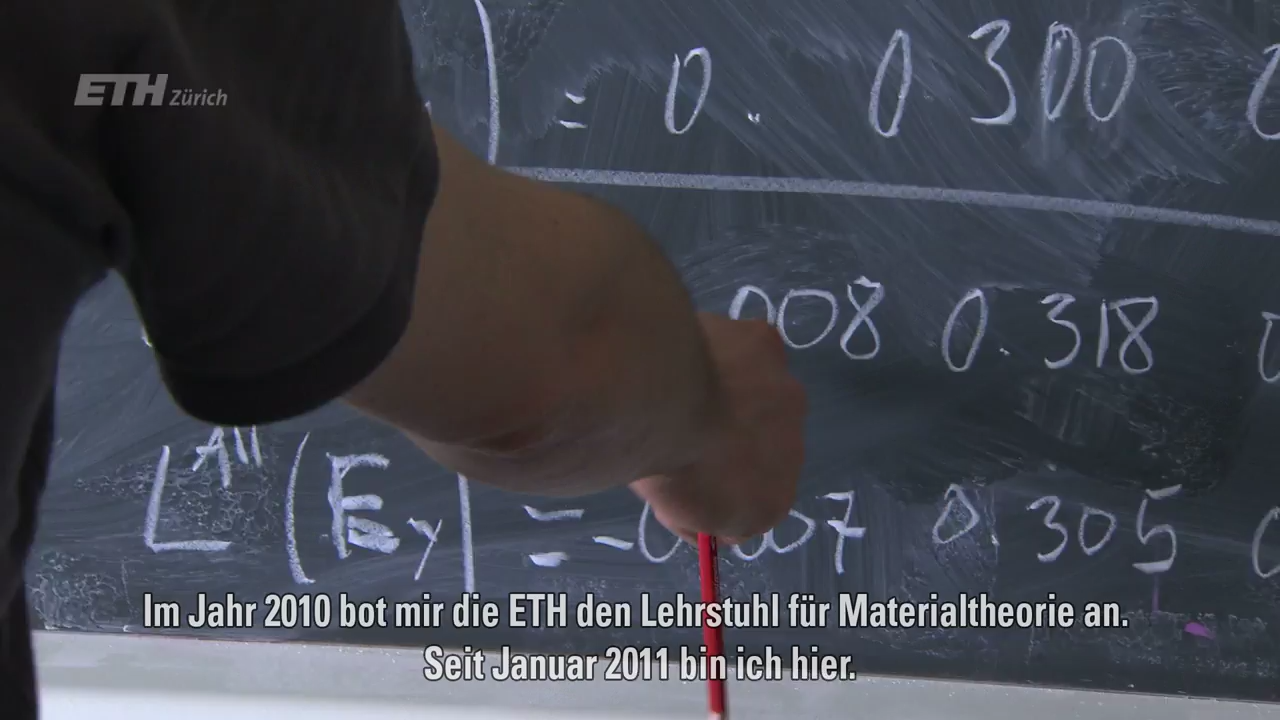 ETH Zürich
= 0. 0 300
008 0.318
L^All (Ey) = -0.007 0 305
Im Jahr 2010 bot mir die ETH den Lehrstuhl für Materialtheorie an.
Seit Januar 2011 bin ich hier.